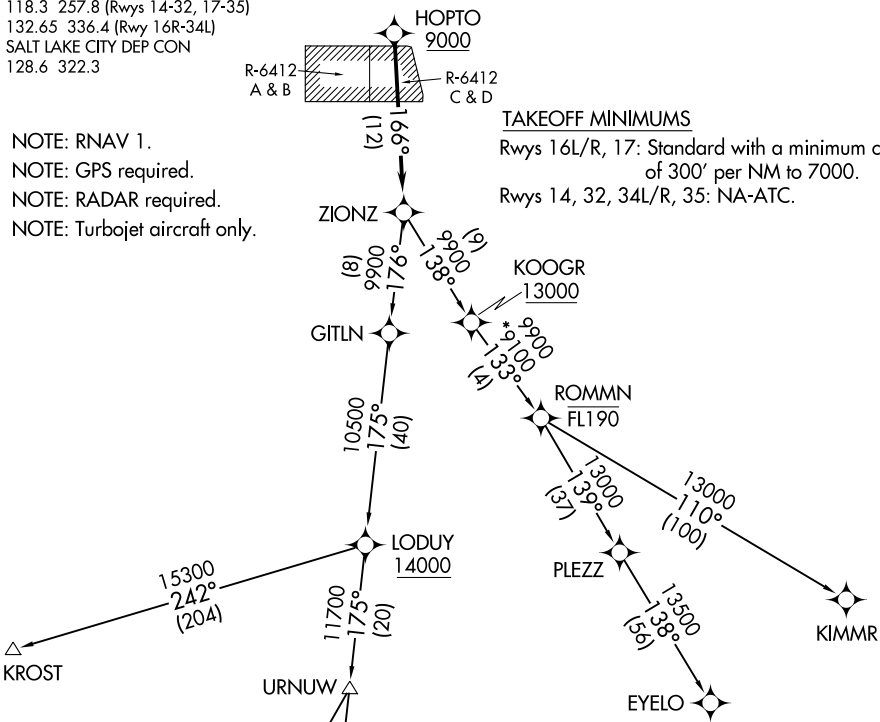 118.3 257.8 (Rwys 14-32, 17-35)
132.65 336.4 (Rwy 16R-34L)
SALT LAKE CITY DEP CON
128.6 322.3
HOPTO
9000
R-6412
A & B
R-6412
C & D
166°
(12)
NOTE: RNAV 1.
NOTE: GPS required.
NOTE: RADAR required.
NOTE: Turbojet aircraft only.
TAKEOFF MINIMUMS
Rwys 16L/R, 17: Standard with a minimum c
of 300' per NM to 7000.
Rwys 14, 32, 34L/R, 35: NA-ATC.
ZIONZ
9900
176°
(8)
(9)
9900
138°
KOOGR
13000
GITLN
9900
*9100
133°
(4)
ROMMN
FL190
10500
175°
(40)
13000
139°
(37)
13000
110°
(100)
LODUY
14000
PLEZZ
15300
242°
(204)
11700
175°
(20)
13500
138°
(56)
KIMMR
KROST
URNUW
EYELO